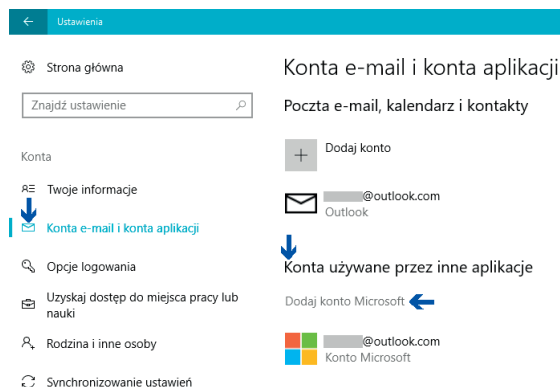 Ustawienia
Strona główna
Znajdź ustawienie
Konta
Twoje informacje
Konta e-mail i konta aplikacji
Opcje logowania
Uzyskaj dostęp do miejsca pracy lub
nauki
Rodzina i inne osoby
Synchronizowanie ustawień
Konta e-mail i konta aplikacji
Poczta e-mail, kalendarz i kontakty
Dodaj konto
@outlook.com
Outlook
Konta używane przez inne aplikacje
Dodaj konto Microsoft
@outlook.com
Konto Microsoft